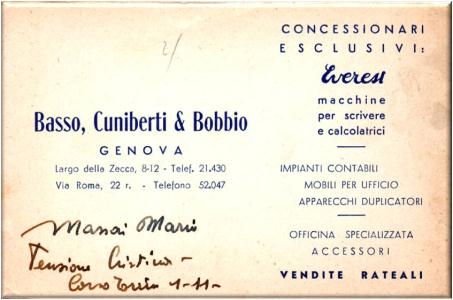 Basso, Cuniberti & Bobbio
GENOVA
Largo della Zecca, 8-12 - Telef. 21.430
Via Roma, 22 r. - Telefono 52.047
CONCESSIONARI
ESCLUSIVI:
Everest
macchine
per scrivere
e calcolatrici
IMPIANTI CONTABILI
MOBILI PER UFFICIO
APPARECCHI DUPLICATORI
OFFICINA SPECIALIZZATA
ACCESSORI
VENDITE RATEALI
Mario
Pensione Cristina -
Corso Torino 1-11-